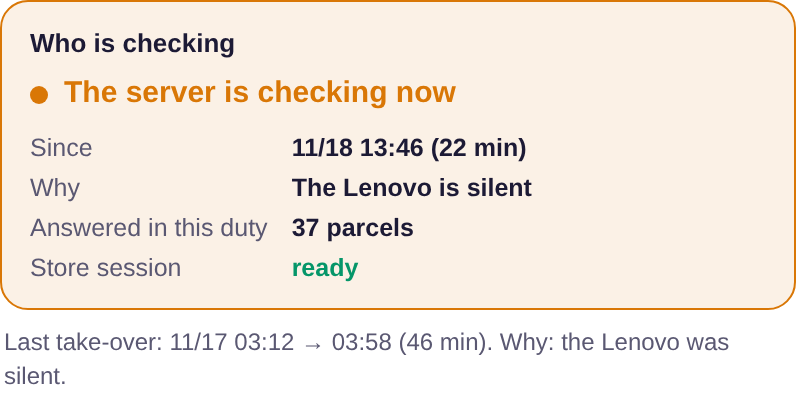 Who is checking
The server is checking now
Since 11/18 13:46 (22 min)
Why The Lenovo is silent
Answered in this duty 37 parcels
Store session ready
Last take-over: 11/17 03:12 → 03:58 (46 min). Why: the Lenovo was
silent.